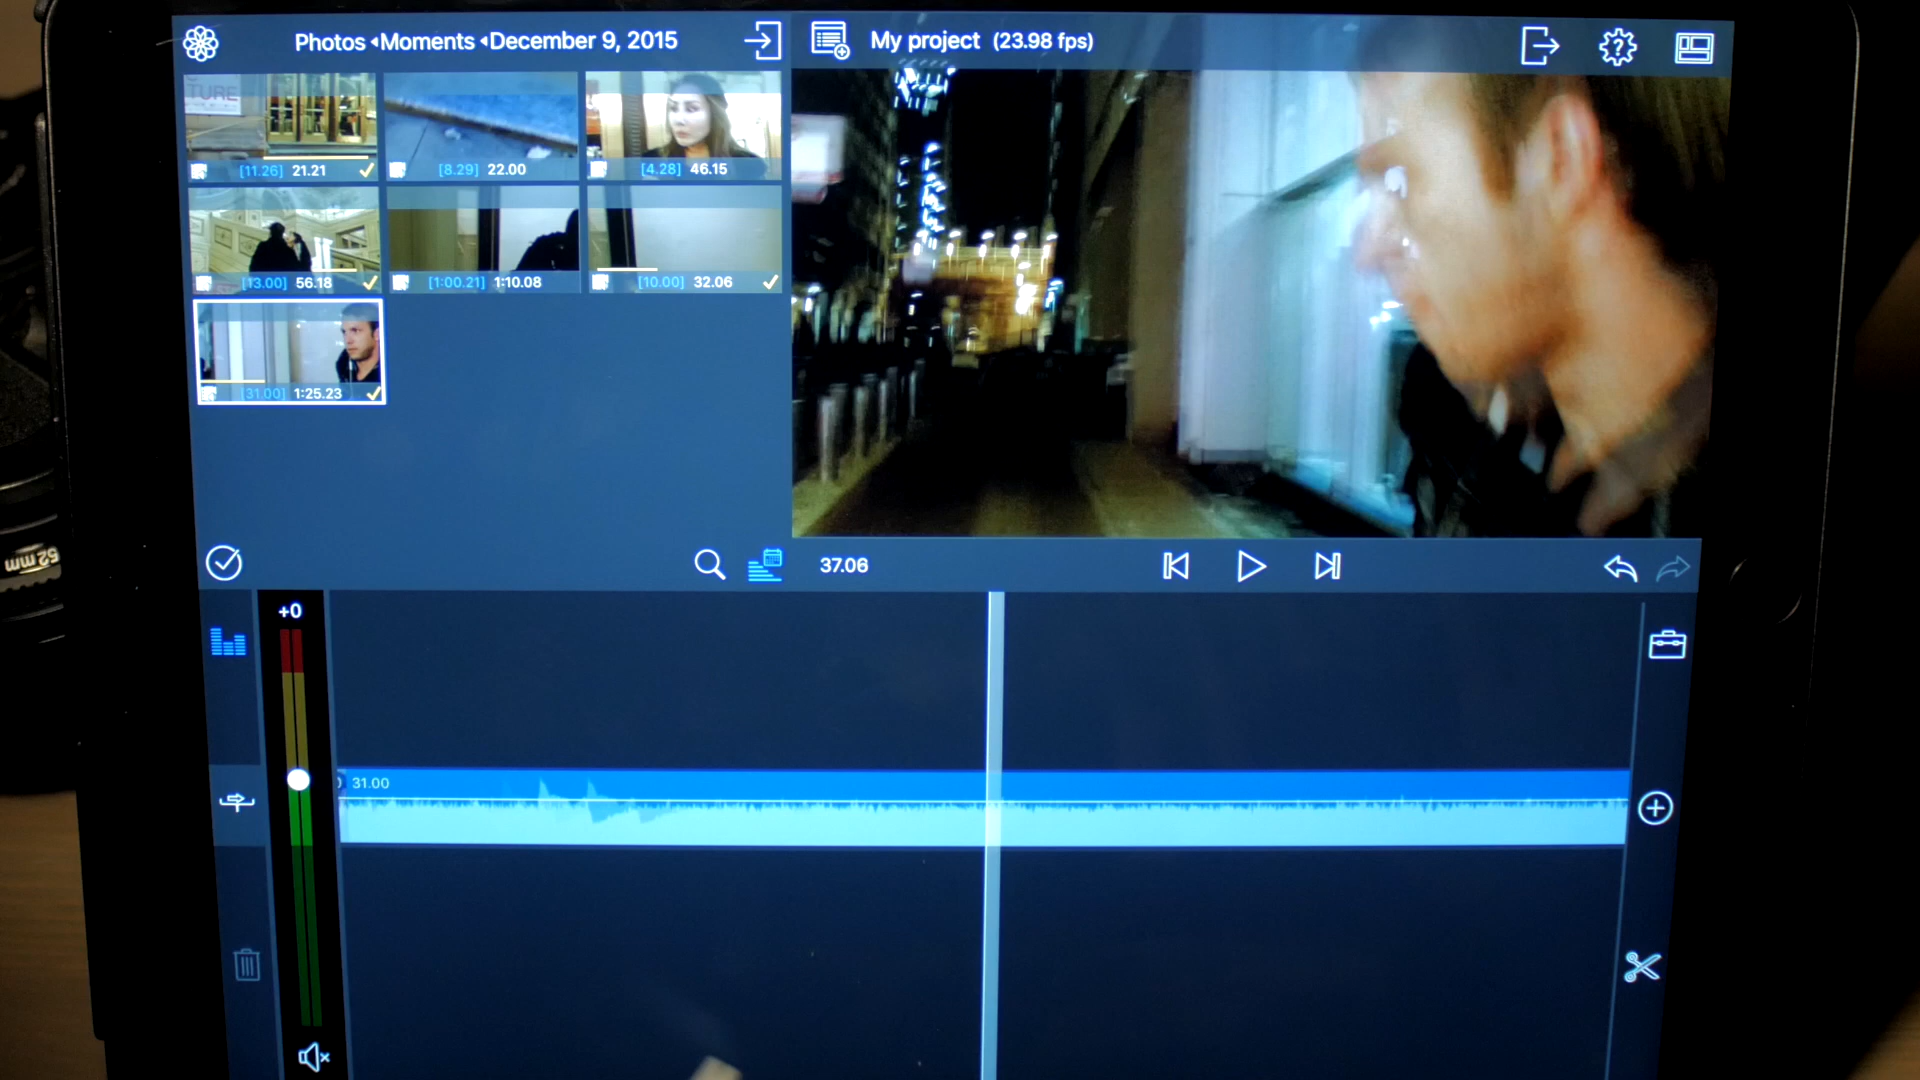 Photos ◂Moments ◂December 9, 2015
My project (23.98 fps)
TURE
[11.26] 21.21
[8.29] 22.00
[4.28] 46.15
[13.00] 56.18
[1:00.21] 1:10.08
[10.00] 32.06
[31.00] 1:25.23
52 mm
37.06
+0
31.00